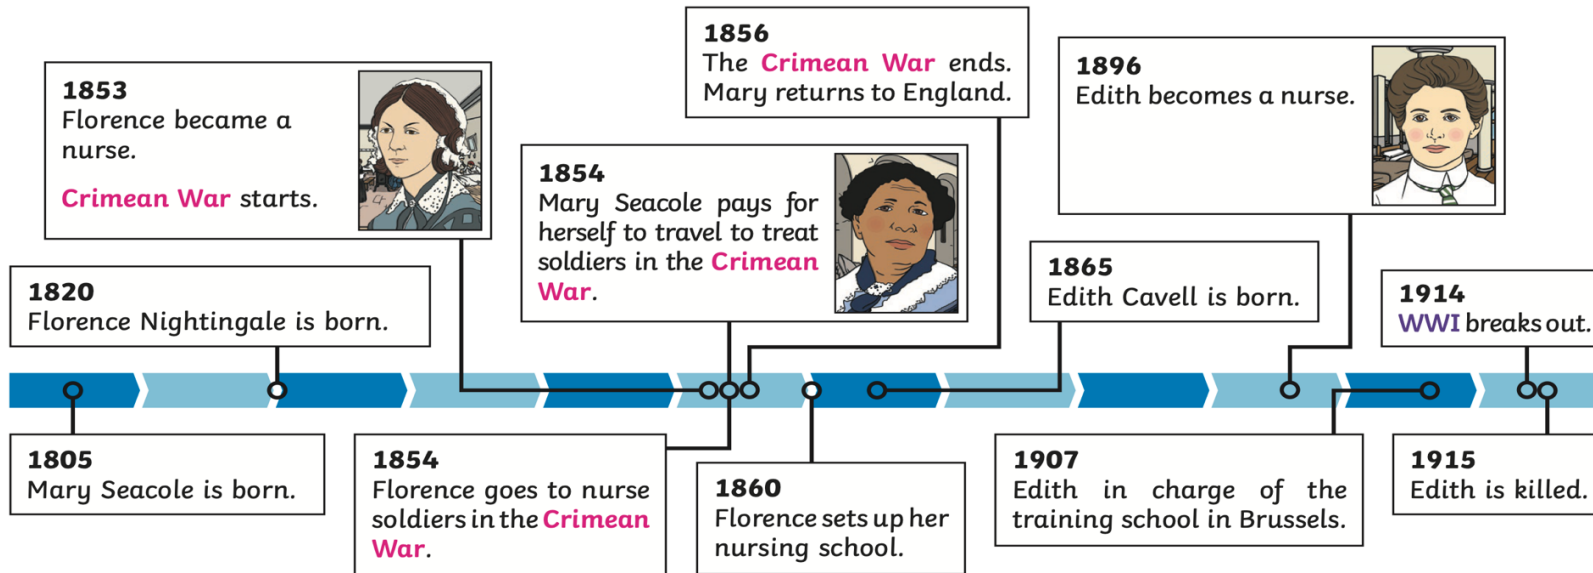 1853
Florence became a
nurse.
Crimean War starts.
1856
The Crimean War ends.
Mary returns to England.
1896
Edith becomes a nurse.
1854
Mary Seacole pays for
herself to travel to treat
soldiers in the Crimean
War.
1820
Florence Nightingale is born.
1865
Edith Cavell is born.
1914
WWI breaks out.
1805
Mary Seacole is born.
1854
Florence goes to nurse
soldiers in the Crimean
War.
1860
Florence sets up her
nursing school.
1907
Edith in charge of the
training school in Brussels.
1915
Edith is killed.